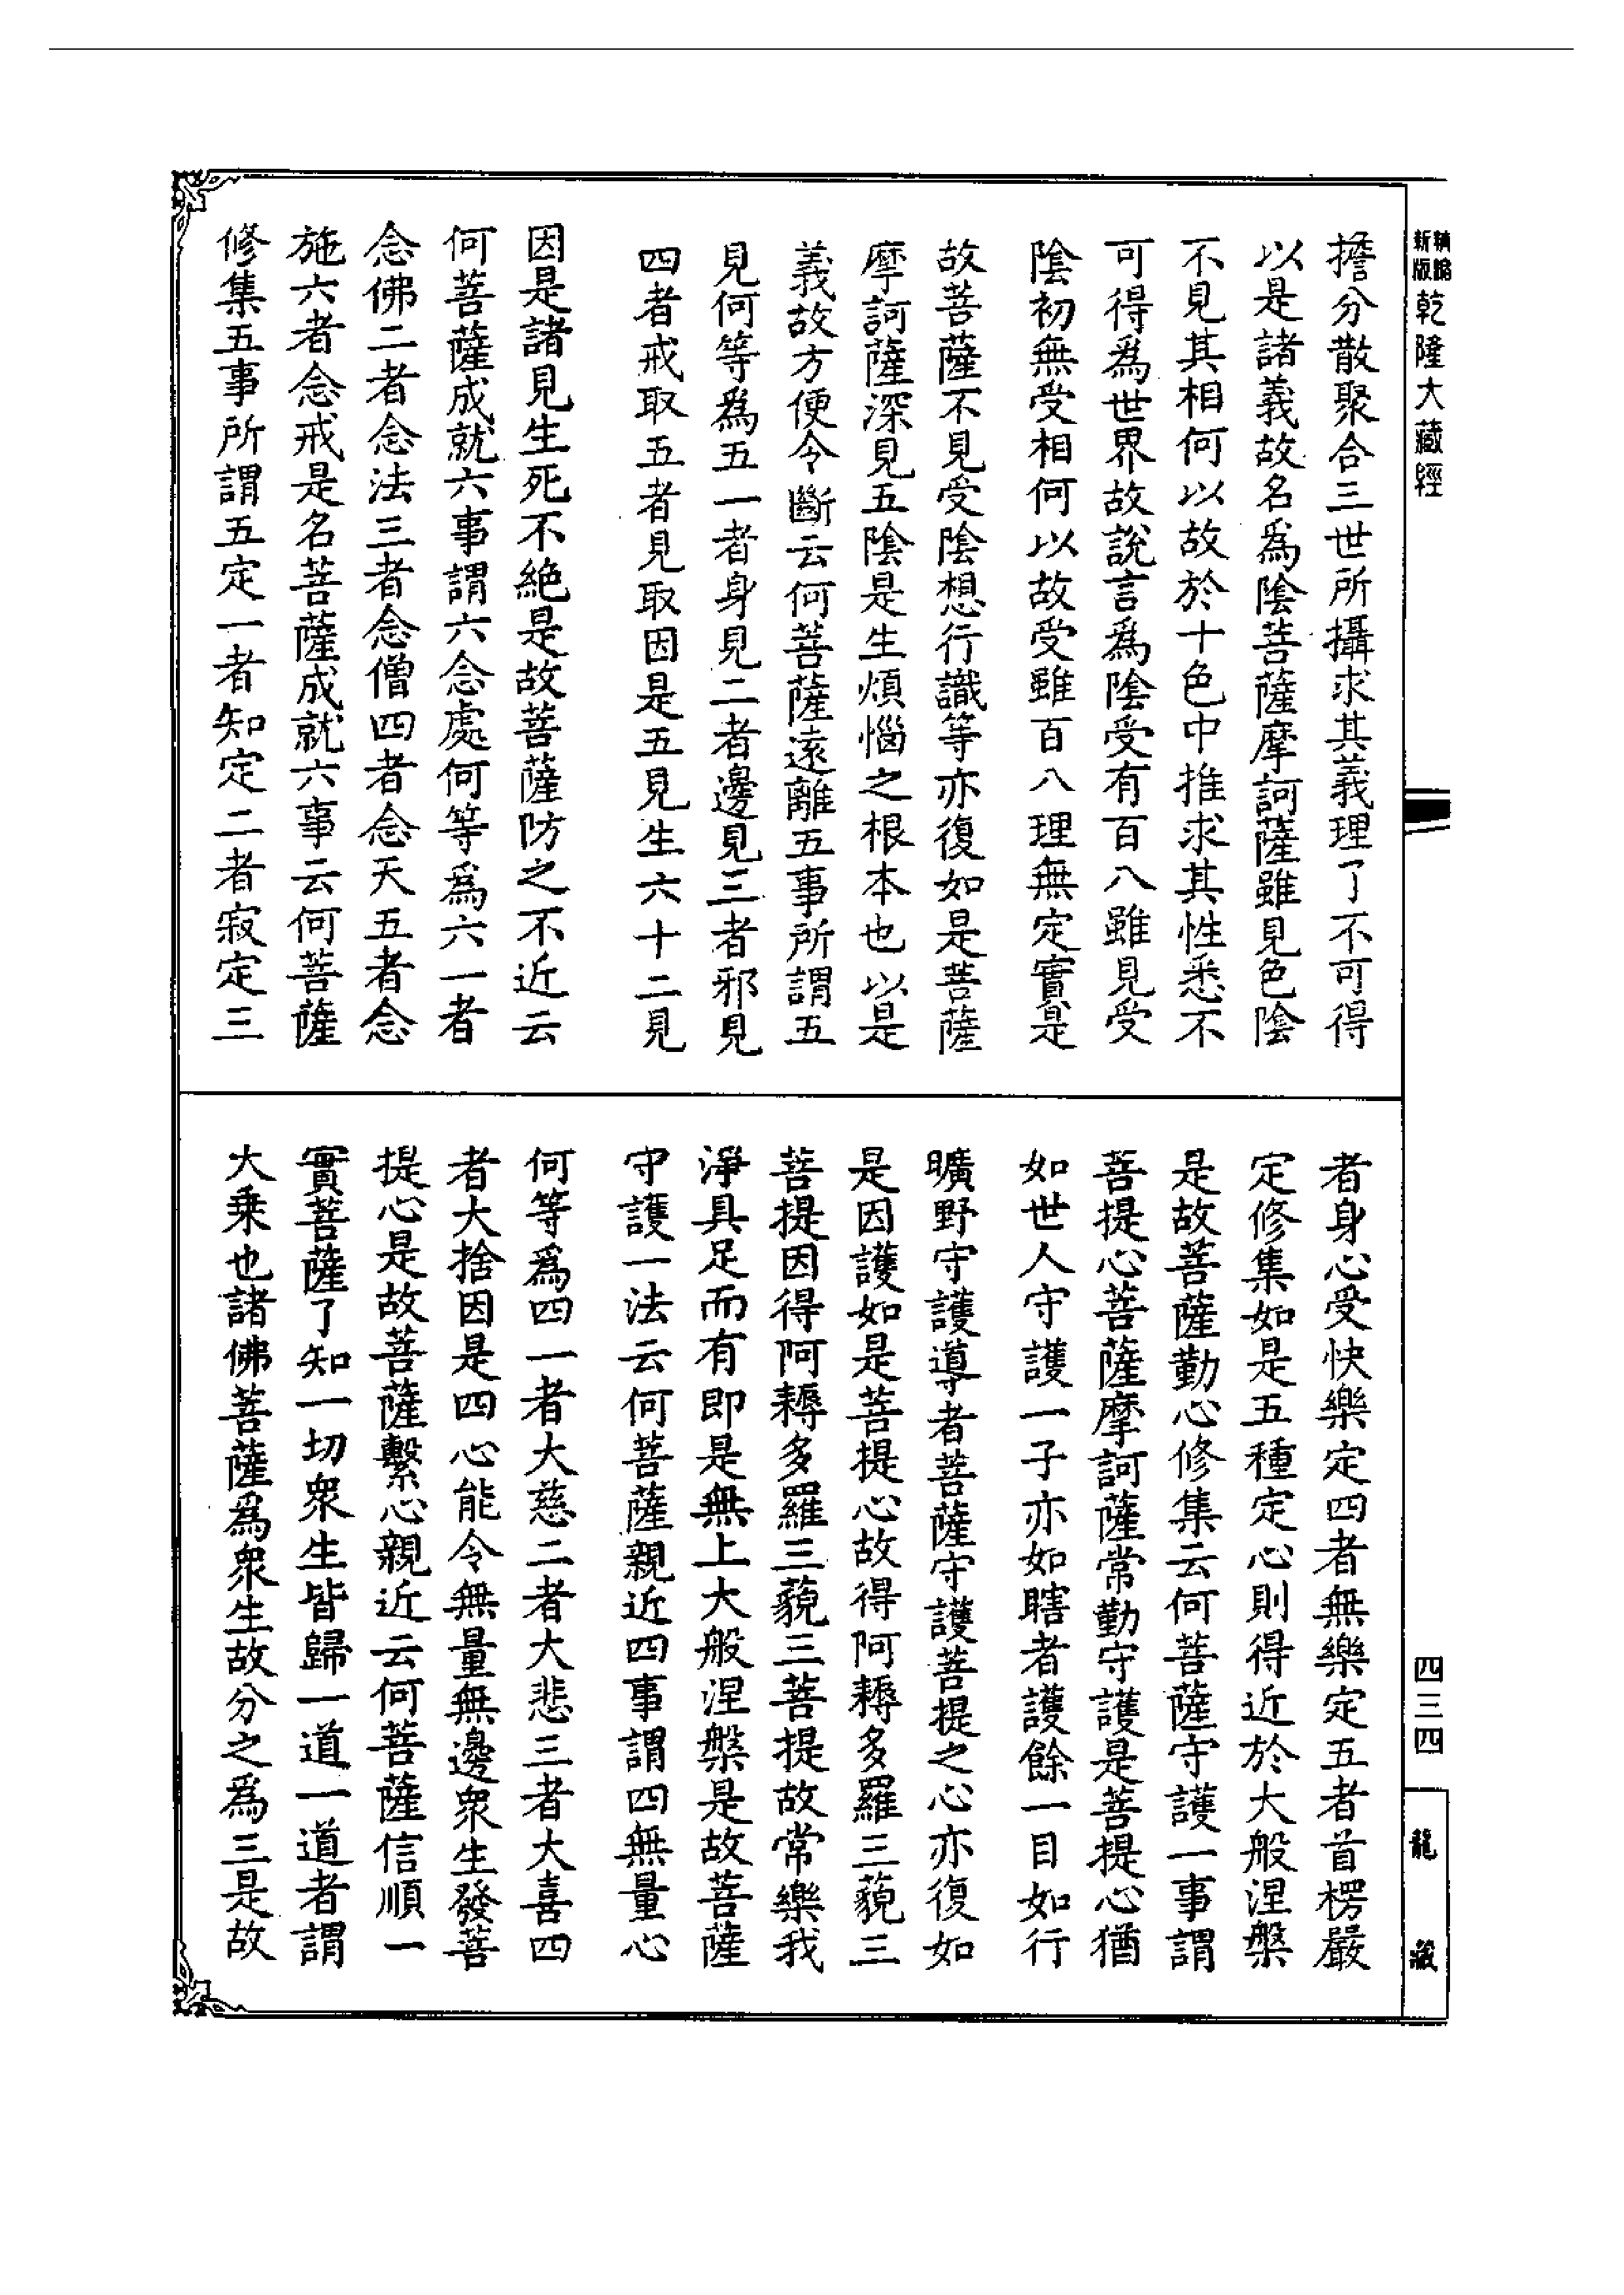 新版精縮
乾隆大藏經
擔分散聚合三世所攝求其義理了不可得
以是諸義故名爲陰菩薩摩訶薩雖見色陰
不見其相何以故於十色中推求其性悉不
可得爲世界故說言爲陰受有百八雖見受
陰初無受相何以故受雖百八理無定實是
故菩薩不見受陰想行識等亦復如是菩薩
摩訶薩深見五陰是生煩惱之根本也以是
義故方便令斷云何菩薩遠離五事所謂五
見何等爲五一者身見二者邊見三者邪見
四者戒取五者見取因是五見生六十二見
因是諸見生死不絕是故菩薩防之不近云
何菩薩成就六事謂六念處何等爲六一者
念佛二者念法三者念僧四者念天五者念
施六者念戒是名菩薩成就六事云何菩薩
修集五事所謂五定一者知定二者寂定三
者身心受快樂定四者無樂定五者首楞嚴
定修集如是五種定心則得近於大般涅槃
是故菩薩勤心修集云何菩薩守護一事謂
菩提心菩薩摩訶薩常勤守護是菩提心猶
如世人守護一子亦如瞎者護餘一目如行
曠野守護導者菩薩守護菩提之心亦復如
是因護如是菩提心故得阿耨多羅三藐三
菩提因得阿耨多羅三藐三菩提故常樂我
淨具足而有即是無上大般涅槃是故菩薩
守護一法云何菩薩親近四事謂四無量心
何等爲四一者大慈二者大悲三者大喜四
者大捨因是四心能令無量無邊衆生發菩
提心是故菩薩繫心親近云何菩薩信順一
實菩薩了知一切衆生皆歸一道一道者謂
大乘也諸佛菩薩爲衆生故分之爲三是故
四三四
龍藏